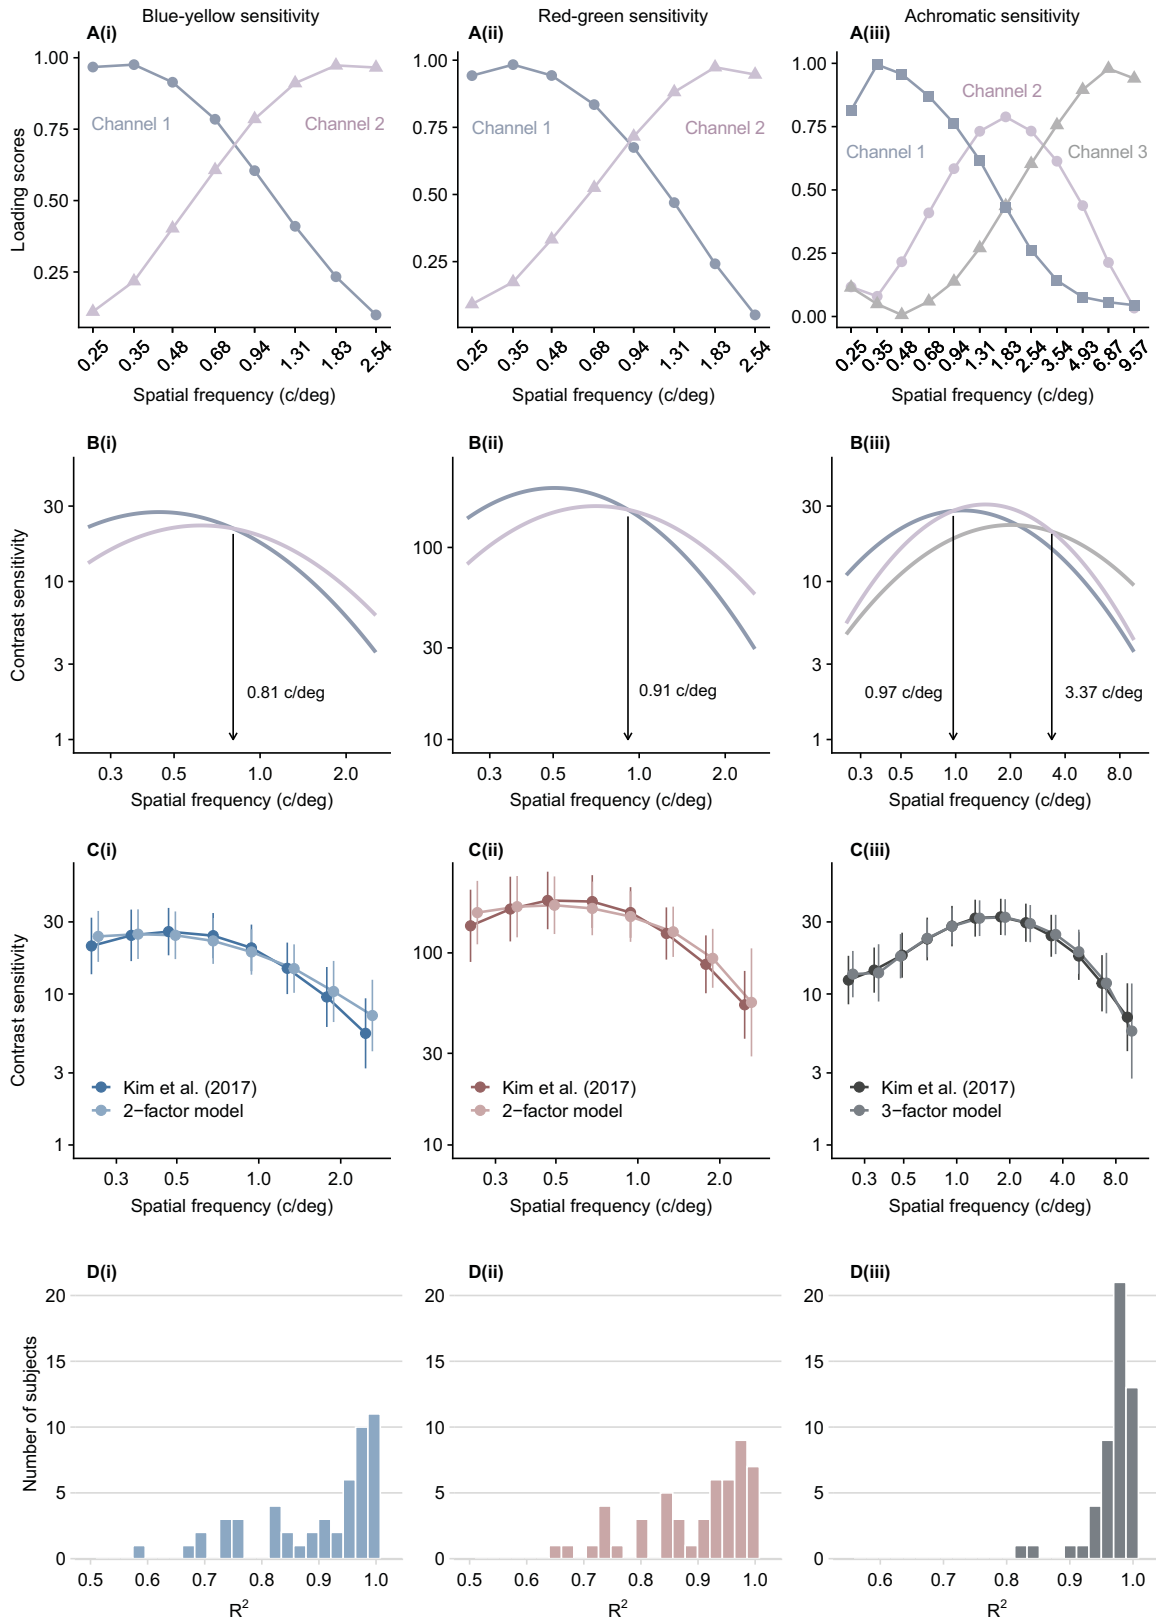 Blue-yellow sensitivity
Red-green sensitivity
Achromatic sensitivity
A(i)
A(ii)
A(iii)
Loading scores
1.00
0.75
0.50
0.25
Channel 1
Channel 2
0.25 0.35 0.48 0.68 0.94 1.31 1.83 2.54
Spatial frequency (c/deg)
1.00
0.75
0.50
0.25
Channel 1
Channel 2
0.25 0.35 0.48 0.68 0.94 1.31 1.83 2.54
Spatial frequency (c/deg)
1.00
0.75
0.50
0.25
0.00
Channel 2
Channel 1
Channel 3
0.25 0.35 0.48 0.68 0.94 1.31 1.83 2.54 3.54 4.93 6.87 9.57
Spatial frequency (c/deg)
B(i)
B(ii)
B(iii)
Contrast sensitivity
30
10
3
1
0.81 c/deg
0.3 0.5 1.0 2.0
Spatial frequency (c/deg)
100
30
10
0.91 c/deg
0.3 0.5 1.0 2.0
Spatial frequency (c/deg)
30
10
3
1
0.97 c/deg
3.37 c/deg
0.3 0.5 1.0 2.0 4.0 8.0
Spatial frequency (c/deg)
C(i)
C(ii)
C(iii)
Contrast sensitivity
30
10
3
1
Kim et al. (2017)
2−factor model
0.3 0.5 1.0 2.0
Spatial frequency (c/deg)
100
30
10
Kim et al. (2017)
2−factor model
0.3 0.5 1.0 2.0
Spatial frequency (c/deg)
30
10
3
1
Kim et al. (2017)
3−factor model
0.3 0.5 1.0 2.0 4.0 8.0
Spatial frequency (c/deg)
D(i)
D(ii)
D(iii)
Number of subjects
20
15
10
5
0
0.5 0.6 0.7 0.8 0.9 1.0
R²
20
15
10
5
0
0.5 0.6 0.7 0.8 0.9 1.0
R²
20
15
10
5
0
0.6 0.7 0.8 0.9 1.0
R²